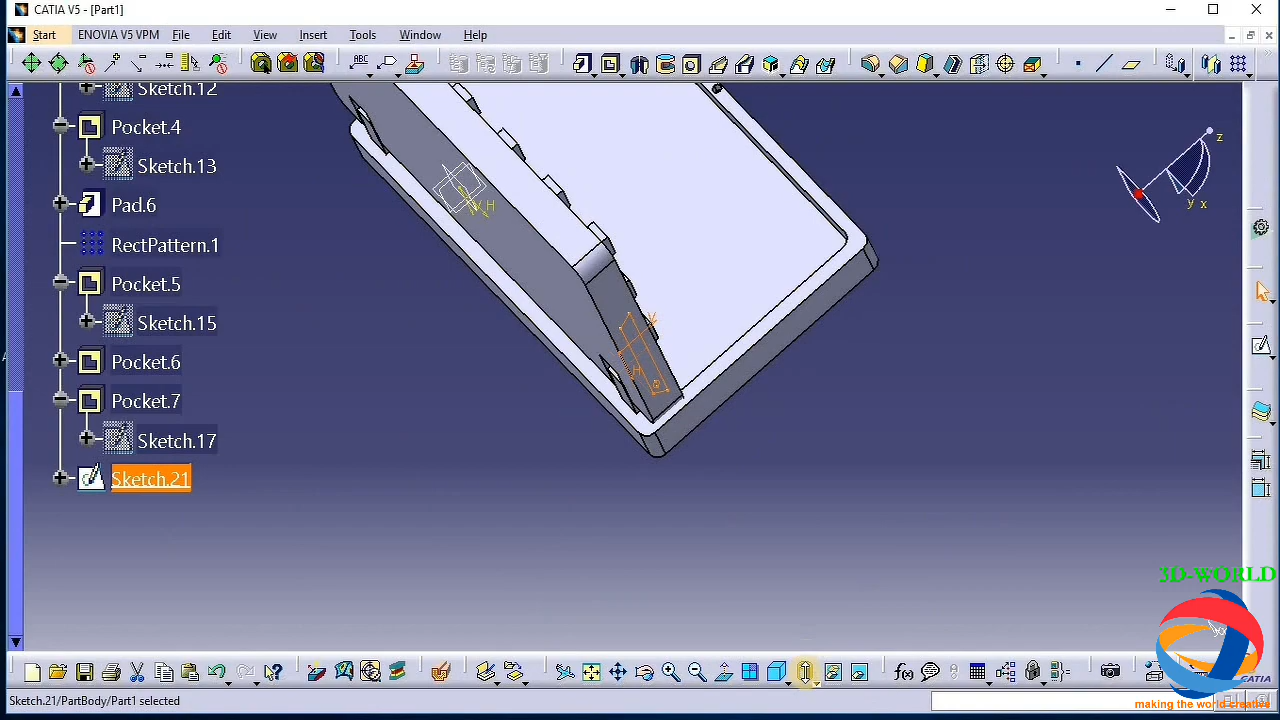 CATIA V5 - [Part1]
Start ENOVIA V5 VPM File Edit View Insert Tools Window Help
ABC
Sketch.12
Pocket.4
Sketch.13
Pad.6
RectPattern.1
Pocket.5
Sketch.15
Pocket.6
Pocket.7
Sketch.17
Sketch.21
H
H
z
y x
3D-WORLD
CATIA
making the world creative
f(x)
Sketch.21/PartBody/Part1 selected